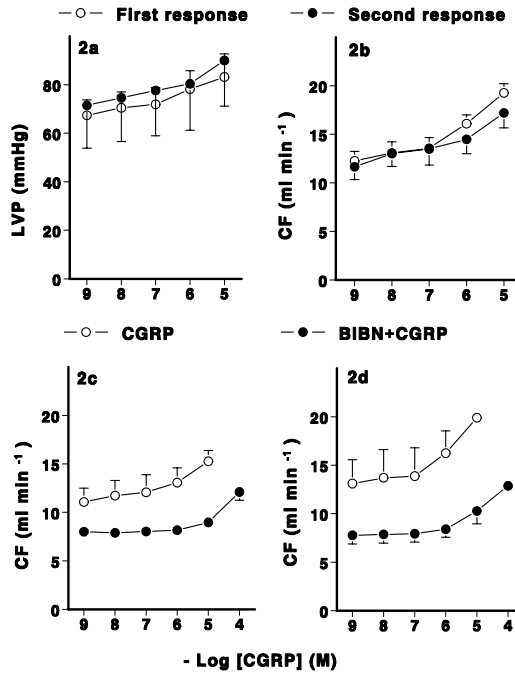 First response Second response
2a
80
60
40
20
0
LVP (mmHg)
9 8 7 6 5
2b
20
15
10
5
0
CF (ml min -1 )
9 8 7 6 5
CGRP BIBN+CGRP
2c
20
15
10
5
0
CF (ml min -1 )
9 8 7 6 5 4
2d
20
15
10
5
0
CF (ml min -1 )
9 8 7 6 5 4
- Log [CGRP] (M)